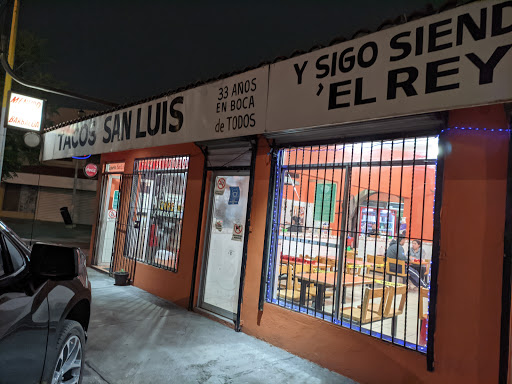 TACOS SAN LUIS
33 AÑOS
EN BOCA
de TODOS
Y SIGO SIEND
'EL REY